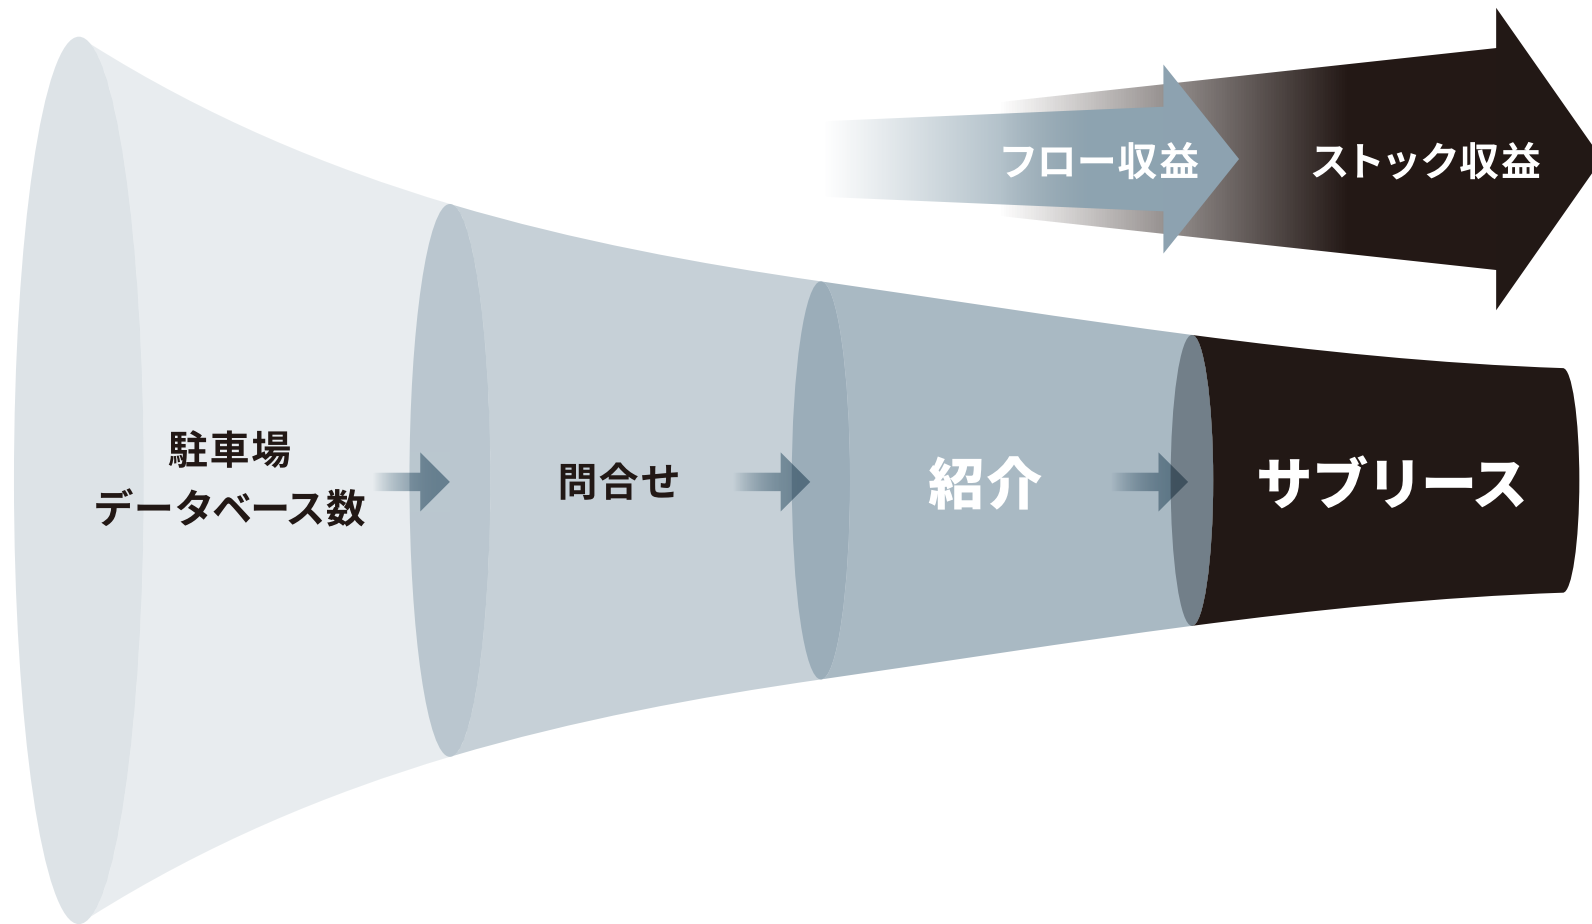 フロー収益
ストック収益
駐車場
データベース数
問合せ
紹介
サブリース